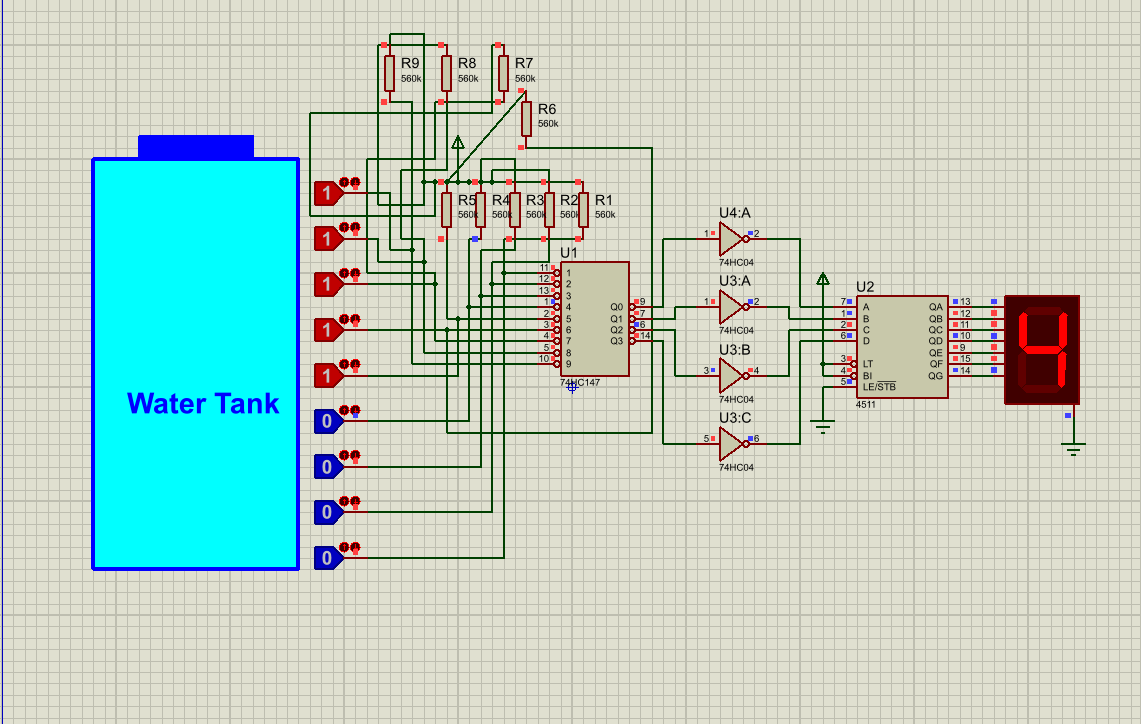 R9
560k
R8
560k
R7
560k
R6
560k
R5
560k
R4
560k
R3
560k
R2
560k
R1
560k
1
1
1
1
1
0
0
0
0
Water Tank
U1
11 1
12 2
13 3
1 4
2 5
3 6
4 7
5 8
10 9
Q0 9
Q1 7
Q2 6
Q3 14
74HC147
U4:A
1 2
74HC04
U3:A
1 2
74HC04
U3:B
3 4
74HC04
U3:C
5 6
74HC04
U2
7 A QA 13
1 B QB 12
2 C QC 11
6 D QD 10
QE 9
3 LT QF 15
4 BI QG 14
5 LE/STB
4511
4